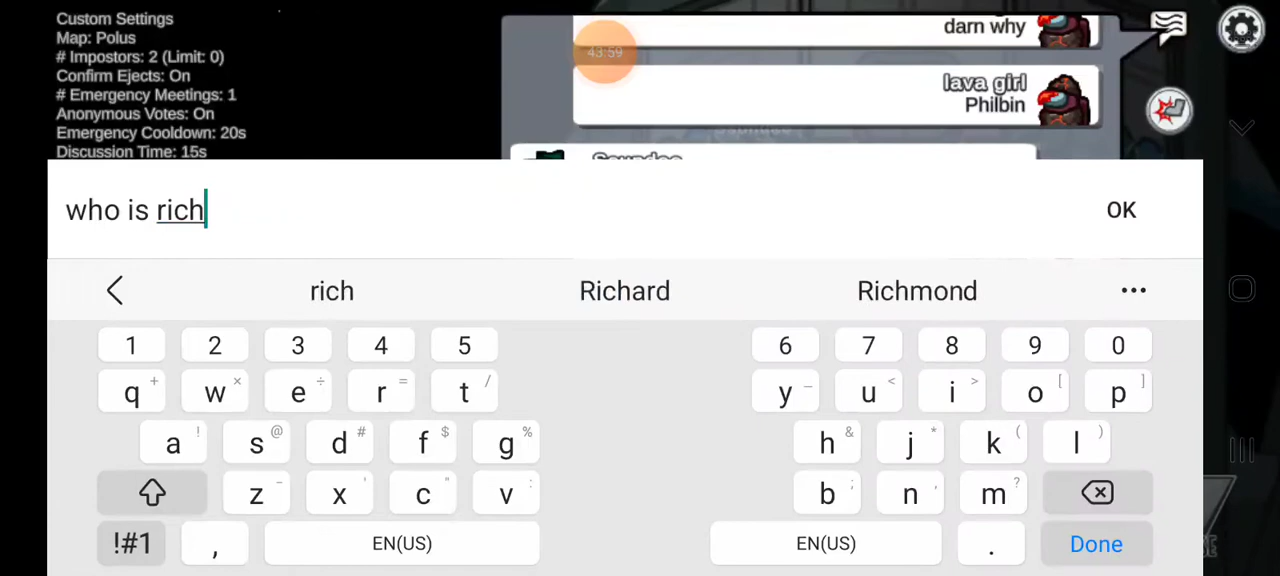 Custom Settings
Map: Polus
# Impostors: 2 (Limit: 0)
Confirm Ejects: On
# Emergency Meetings: 1
Anonymous Votes: On
Emergency Cooldown: 20s
Discussion Time: 15s
43:59
darn why
lava girl
Philbin
who is rich
OK
rich Richard Richmond
1 2 3 4 5 6 7 8 9 0
q + w × e ÷ r = t / y _ u < i > o [ p ]
a ! s @ d # f $ g % h & j * k ( l )
z - x ' c " v : b ; n , m ?
!#1 , EN(US) EN(US) . Done